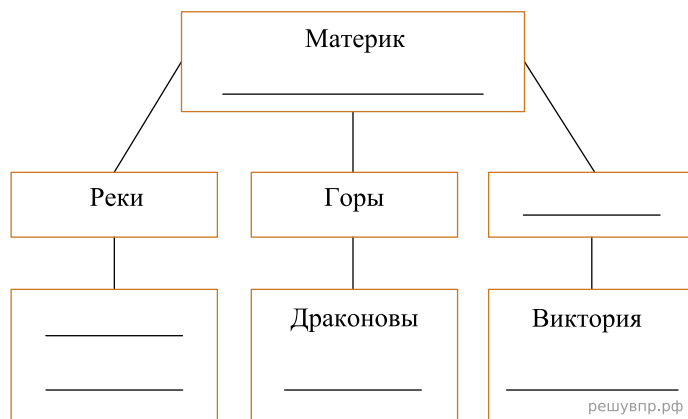 Материк
Реки
Горы
Драконовы
Виктория
решувпр.рф